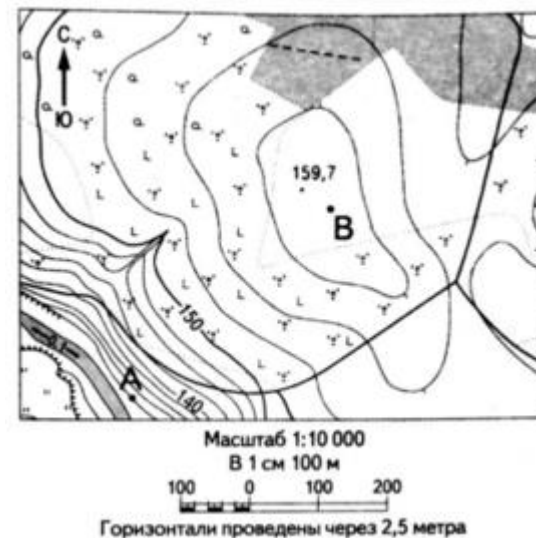 С
Ю
159,7
В
150
А
140
Масштаб 1:10 000
В 1 см 100 м
100 0 100 200
Горизонтали проведены через 2,5 метра